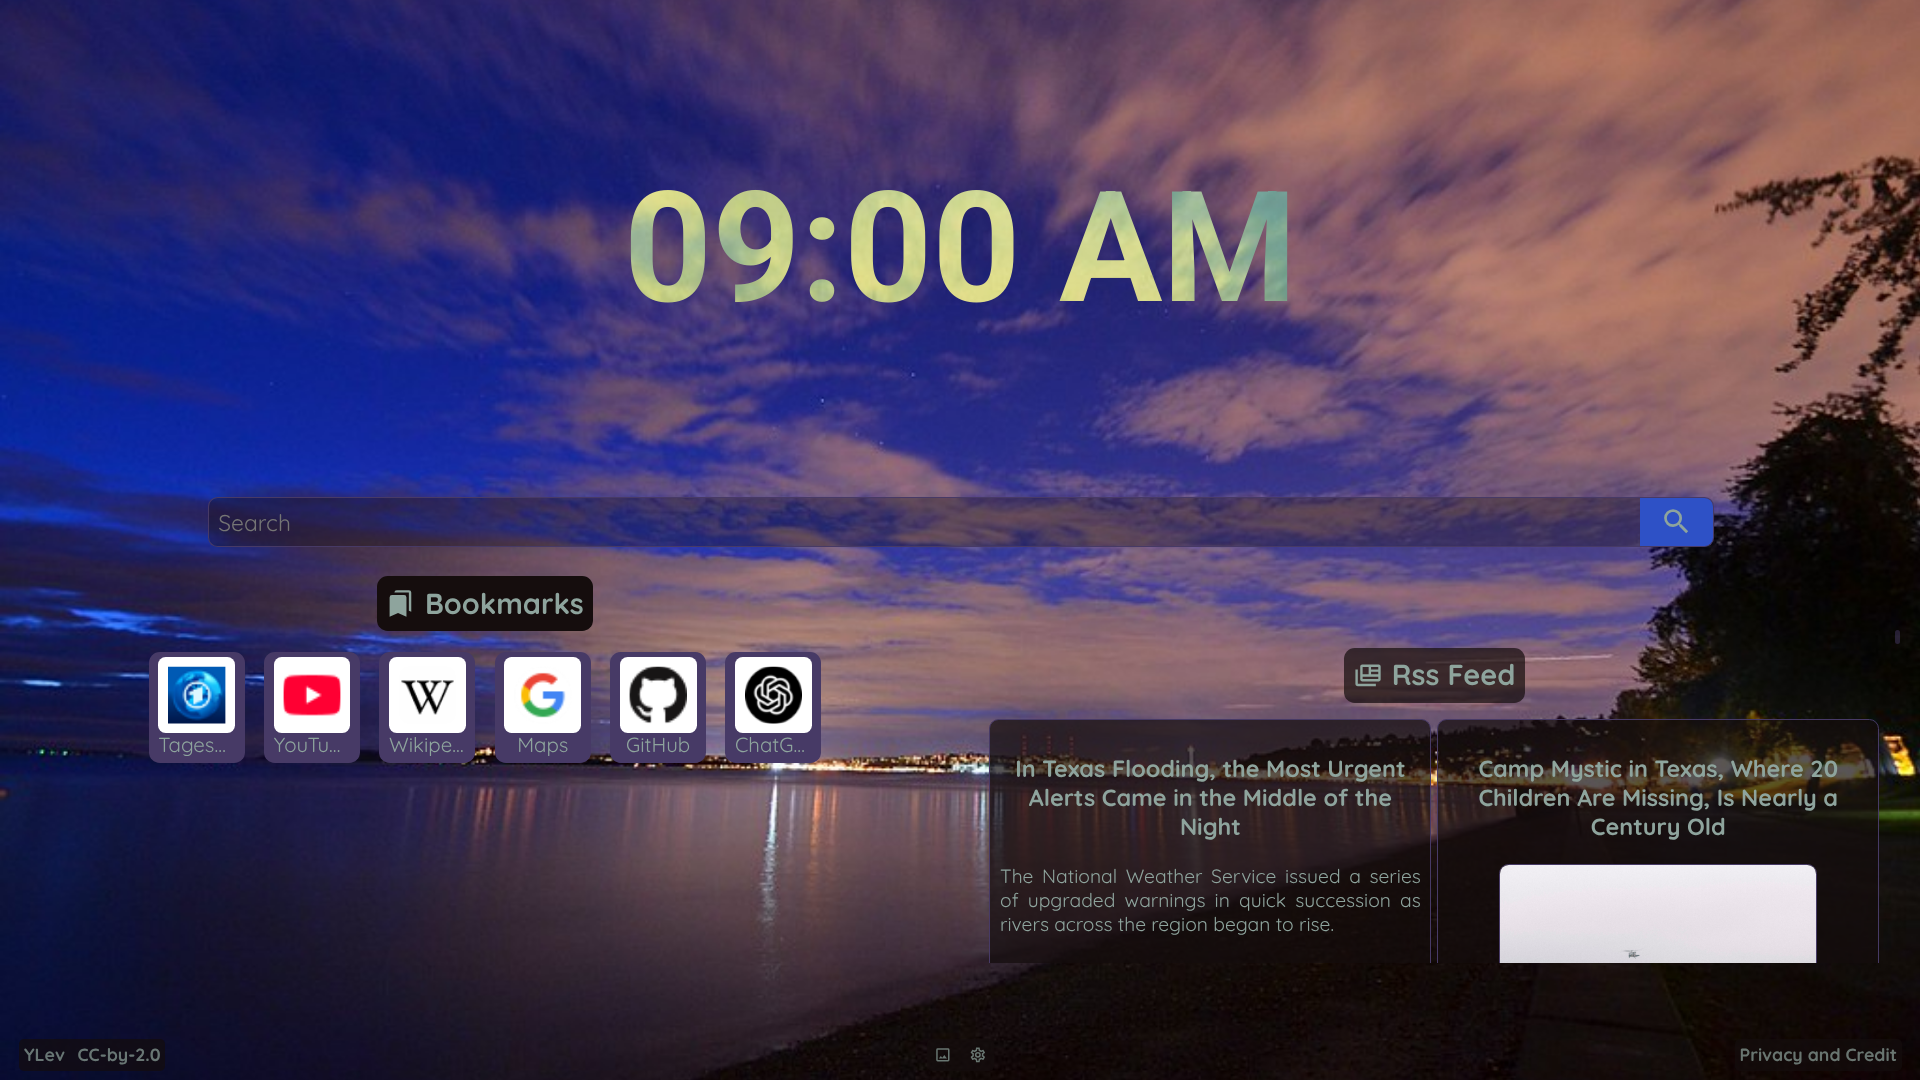 09:00 AM
Search
Bookmarks
Tages...
YouTu...
Wikipe...
Maps
GitHub
ChatG...
Rss Feed
In Texas Flooding, the Most Urgent
Alerts Came in the Middle of the
Night
The National Weather Service issued a series
of upgraded warnings in quick succession as
rivers across the region began to rise.
Camp Mystic in Texas, Where 20
Children Are Missing, Is Nearly a
Century Old
YLev CC-by-2.0
Privacy and Credit